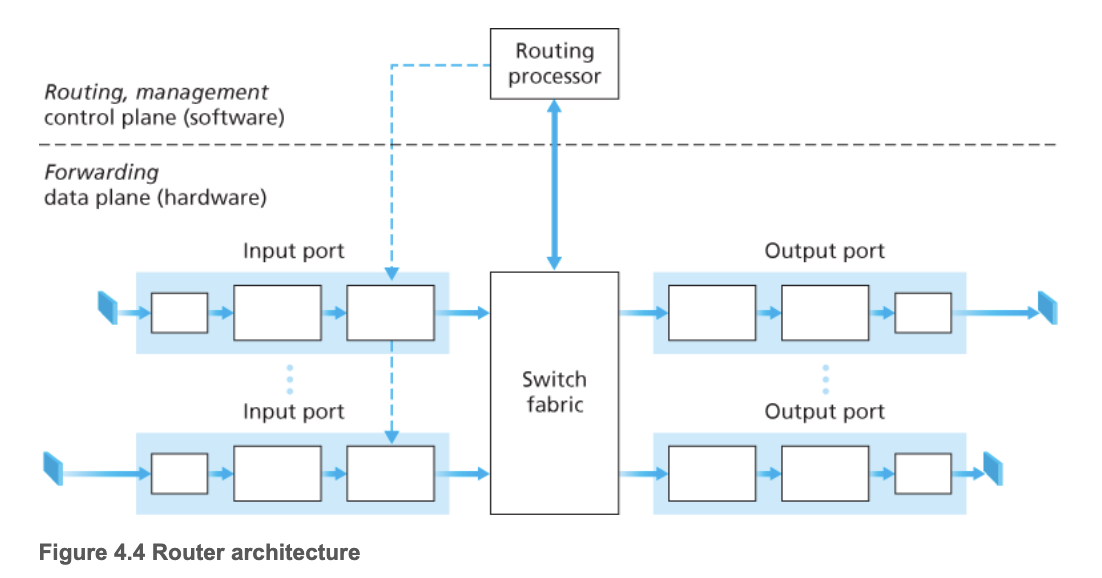 Routing
processor
Routing, management
control plane (software)
Forwarding
data plane (hardware)
Input port
Output port
Switch
fabric
Input port
Output port
Figure 4.4 Router architecture